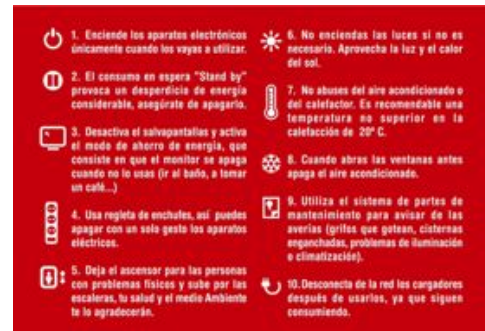 1. Enciende los aparatos electrónicos
únicamente cuando los vayas a utilizar.
2. El consumo en espera "Stand by"
provoca un desperdicio de energía
considerable, asegúrate de apagarlo.
3. Desactiva el salvapantallas y activa
el modo de ahorro de energía, que
consiste en que el monitor se apaga
cuando no lo usas (ir al baño, a tomar
un café...)
4. Usa regleta de enchufes, así puedes
apagar con un solo gesto los aparatos
eléctricos.
5. Deja el ascensor para las personas
con problemas físicos y sube por las
escaleras, tu salud y el medio Ambiente
te lo agradecerán.
6. No enciendas las luces si no es
necesario. Aprovecha la luz y el calor
del sol.
7. No abuses del aire acondicionado o
del calefactor. Es recomendable una
temperatura no superior en la
calefacción de 20º C.
8. Cuando abras las ventanas antes
apaga el aire acondicionado.
9. Utiliza el sistema de partes de
mantenimiento para avisar de las
averías (grifos que gotean, cisternas
enganchadas, problemas de iluminación
o climatización).
10. Desconecta de la red los cargadores
después de usarlos, ya que siguen
consumiendo.